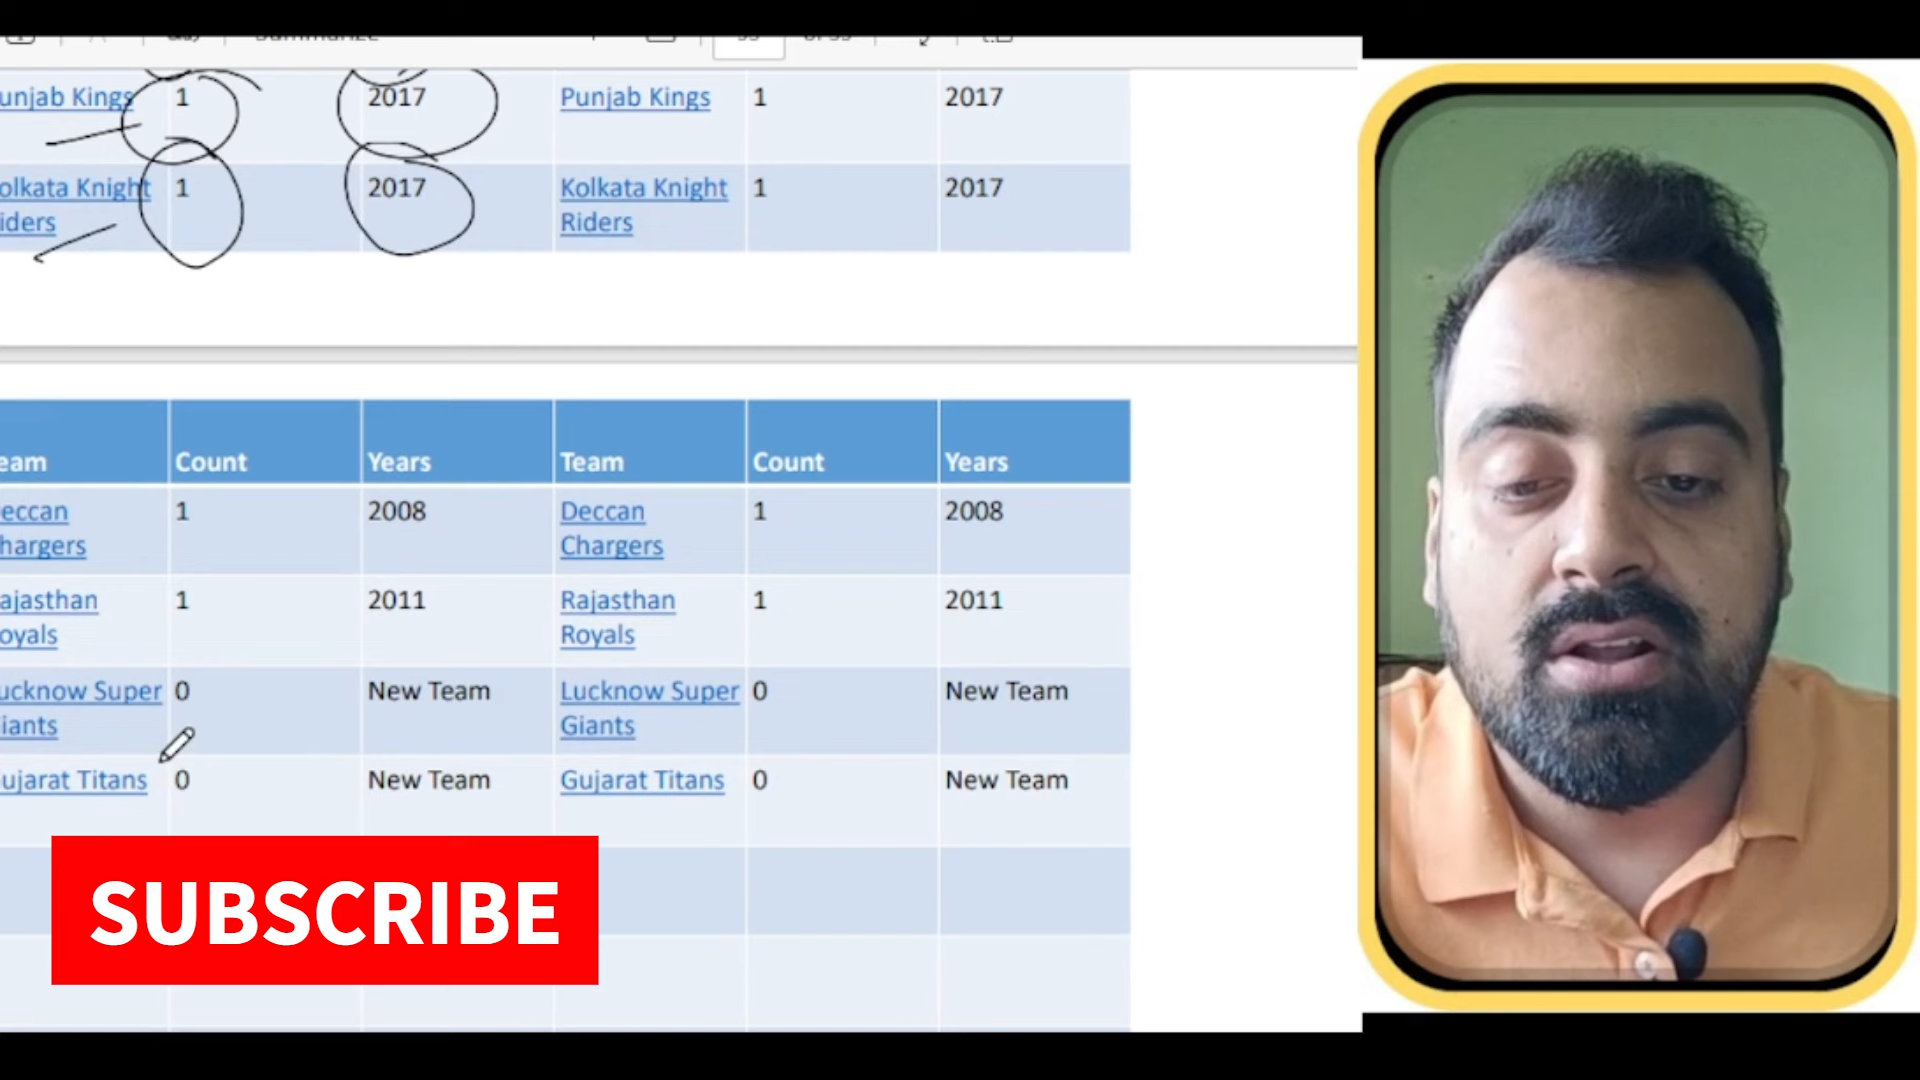 unjab Kings 1 2017 Punjab Kings 1 2017
olkata Knight 1 2017 Kolkata Knight 1 2017
iders Riders
eam Count Years Team Count Years
eccan 1 2008 Deccan 1 2008
hargers Chargers
ajasthan 1 2011 Rajasthan 1 2011
oyals Royals
ucknow Super 0 New Team Lucknow Super 0 New Team
iants Giants
ujarat Titans 0 New Team Gujarat Titans 0 New Team
SUBSCRIBE